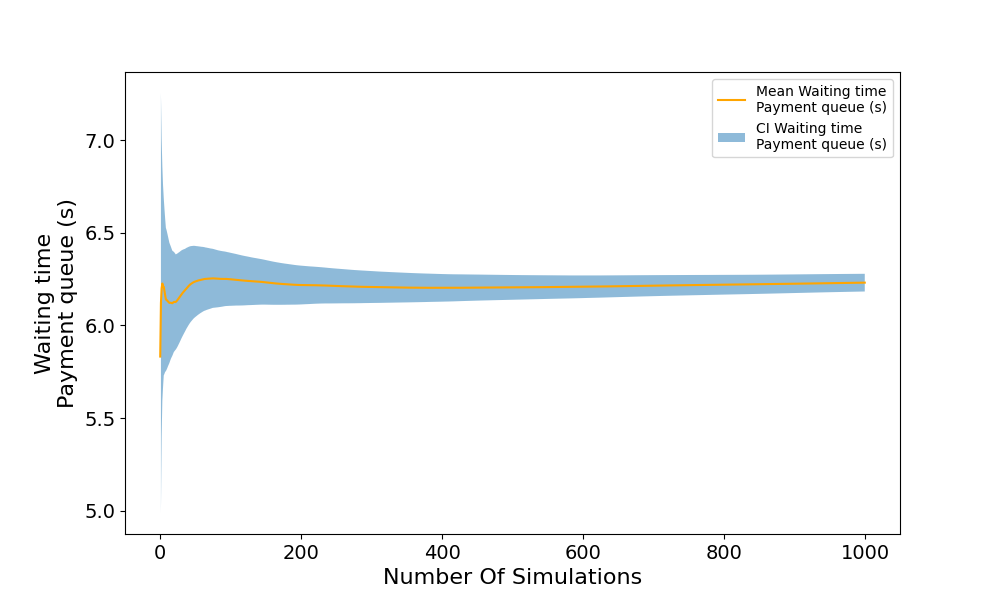 Mean Waiting time
Payment queue (s)
CI Waiting time
Payment queue (s)
Waiting time
Payment queue (s)
7.0
6.5
6.0
5.5
5.0
0 200 400 600 800 1000
Number Of Simulations